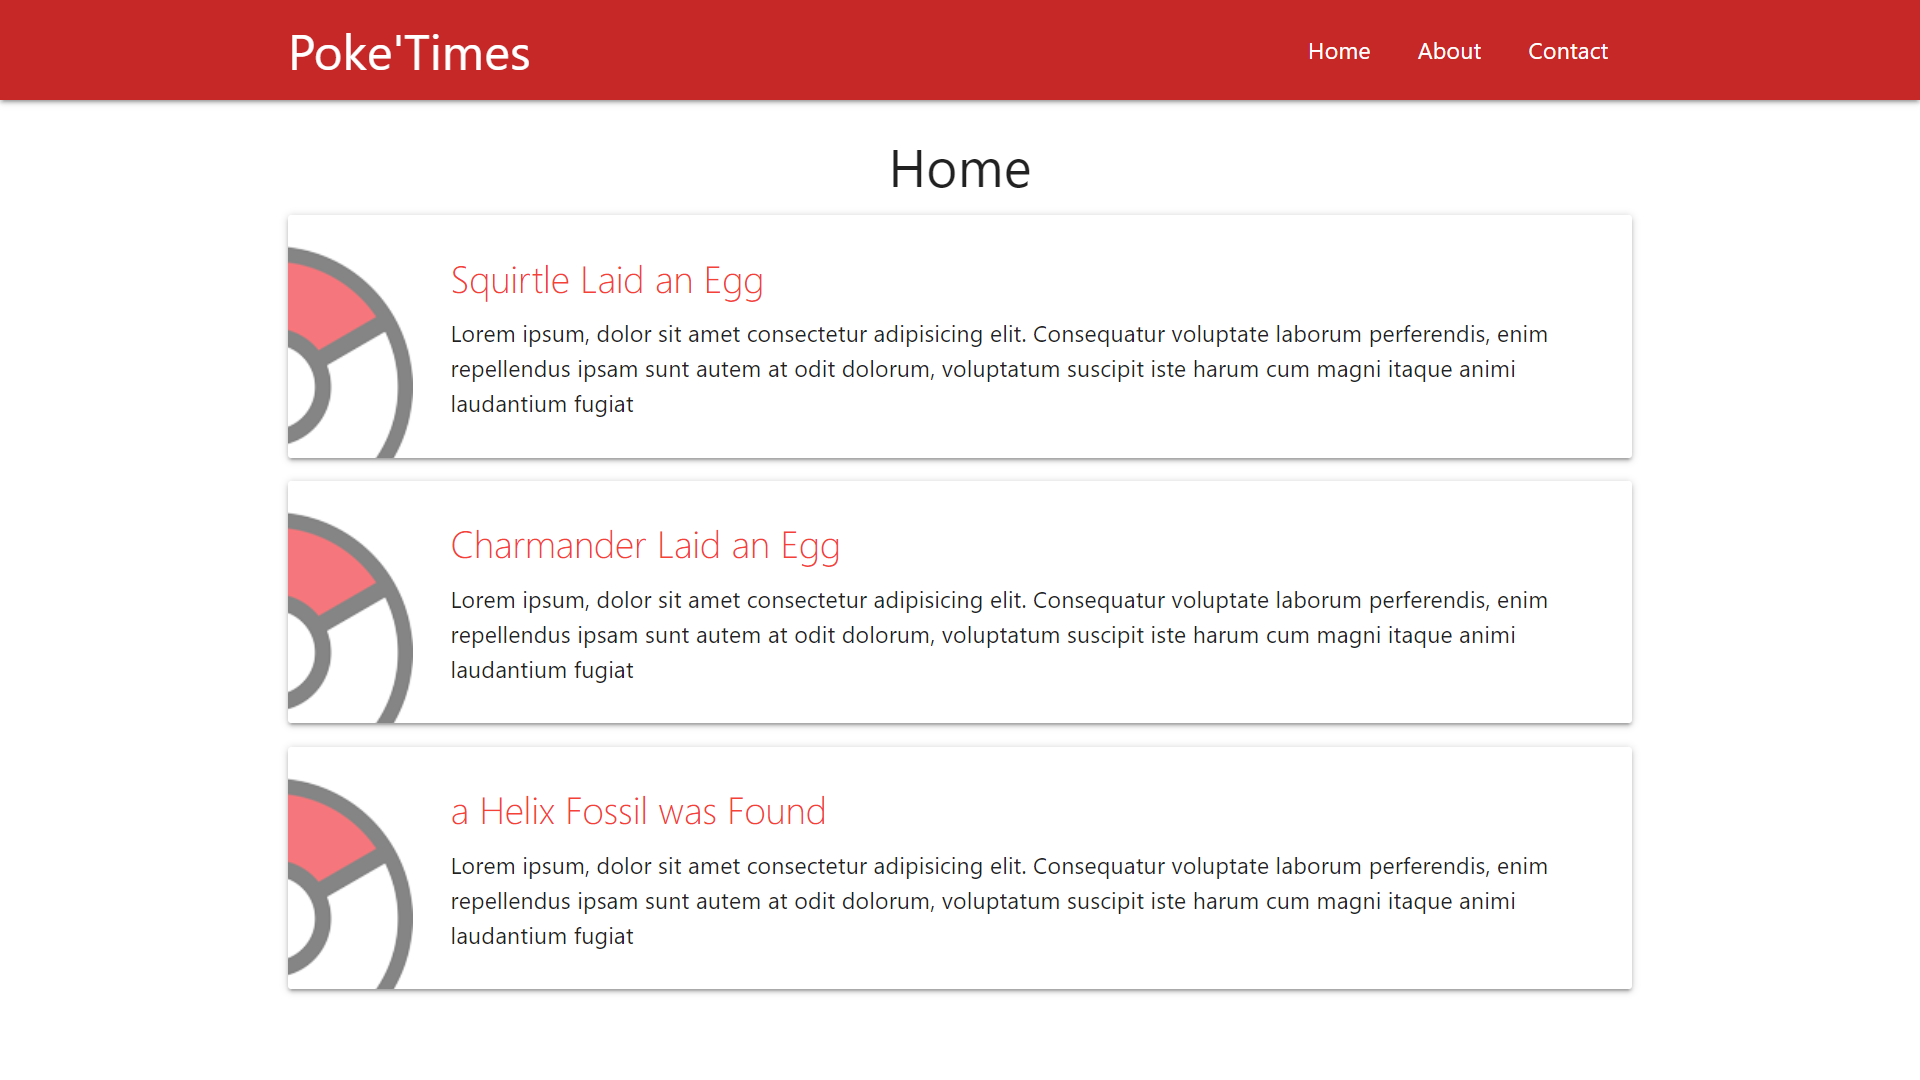 Poke'Times
Home
About
Contact
Home
Squirtle Laid an Egg
Lorem ipsum, dolor sit amet consectetur adipisicing elit. Consequatur voluptate laborum perferendis, enim
repellendus ipsam sunt autem at odit dolorum, voluptatum suscipit iste harum cum magni itaque animi
laudantium fugiat
Charmander Laid an Egg
Lorem ipsum, dolor sit amet consectetur adipisicing elit. Consequatur voluptate laborum perferendis, enim
repellendus ipsam sunt autem at odit dolorum, voluptatum suscipit iste harum cum magni itaque animi
laudantium fugiat
a Helix Fossil was Found
Lorem ipsum, dolor sit amet consectetur adipisicing elit. Consequatur voluptate laborum perferendis, enim
repellendus ipsam sunt autem at odit dolorum, voluptatum suscipit iste harum cum magni itaque animi
laudantium fugiat